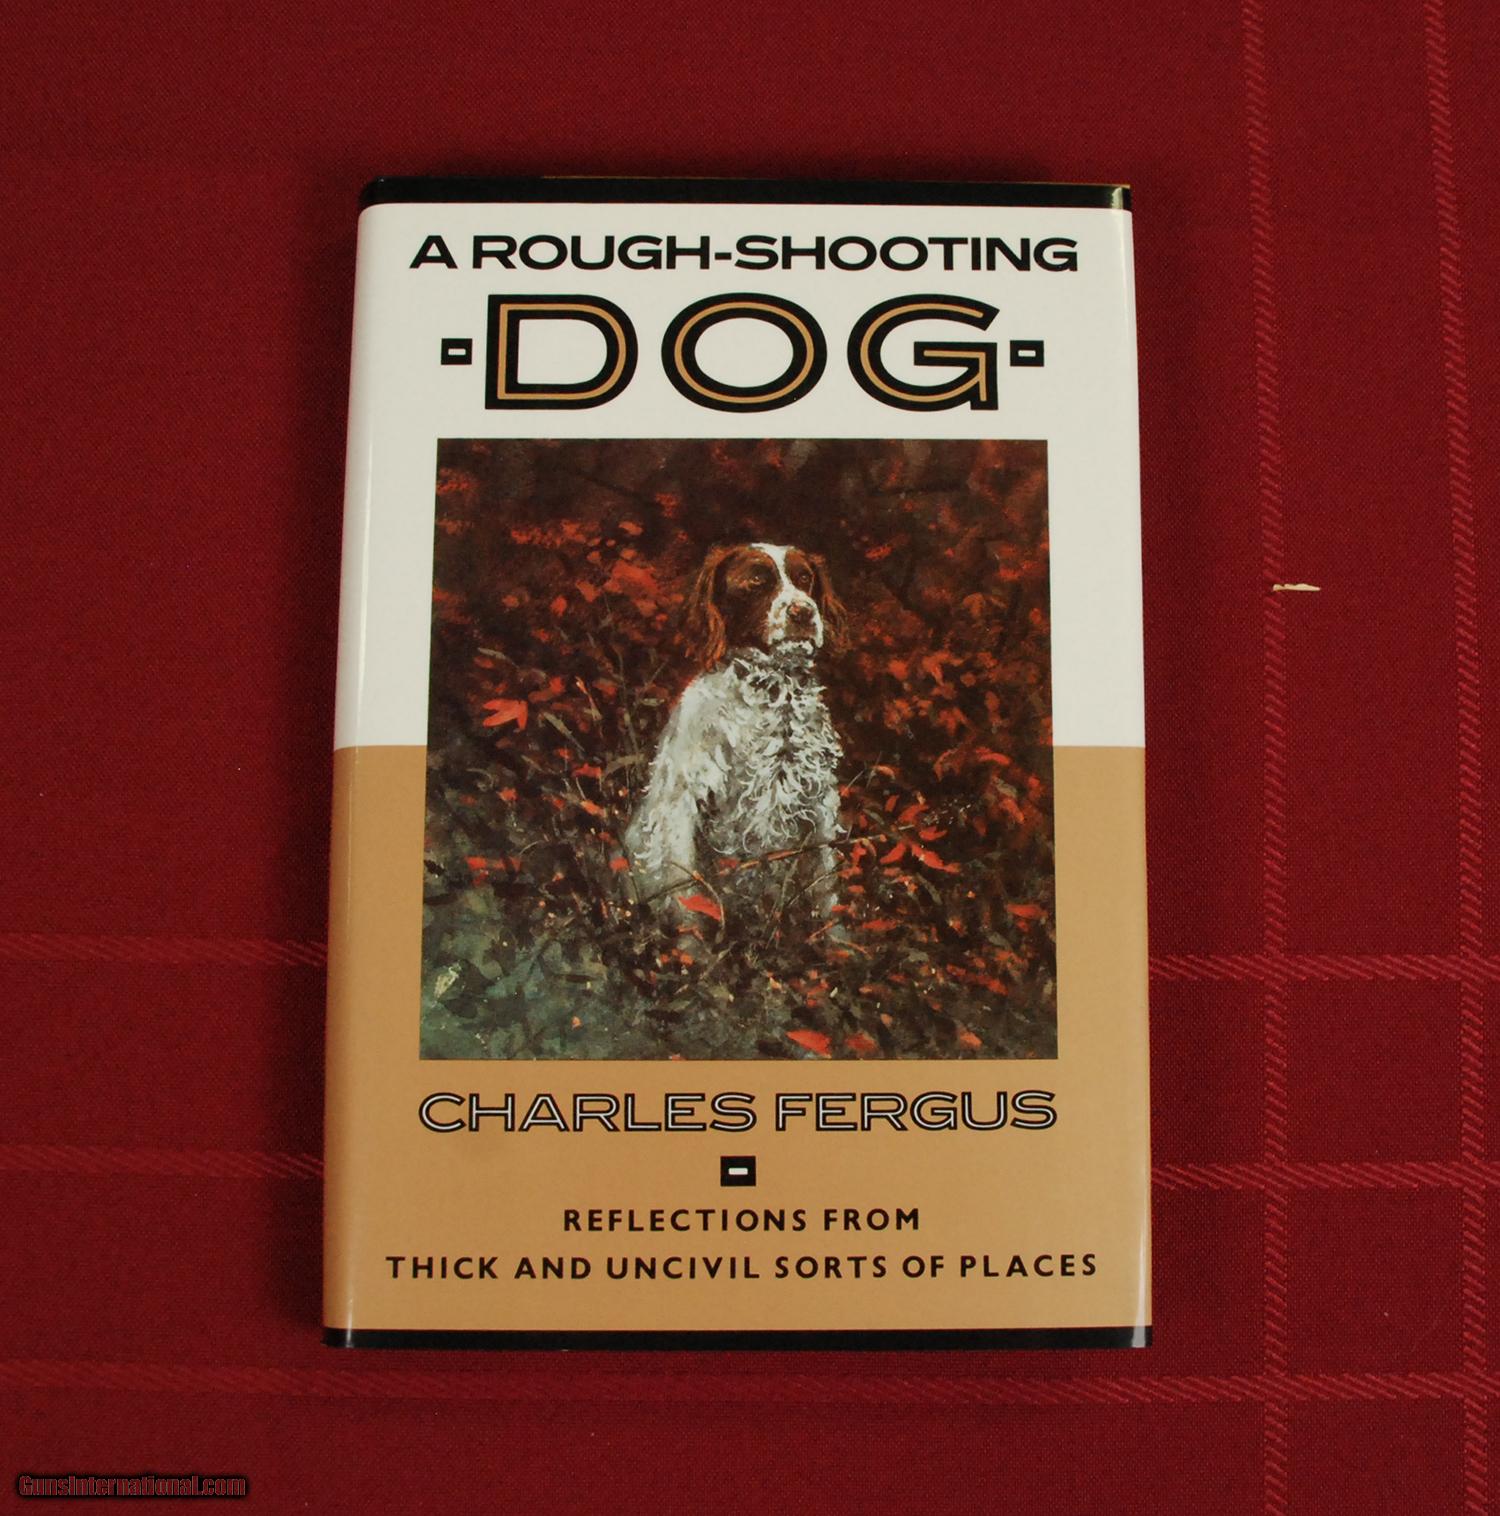 A ROUGH-SHOOTING
DOG
CHARLES FERGUS
REFLECTIONS FROM
THICK AND UNCIVIL SORTS OF PLACES
GunsInternational.com